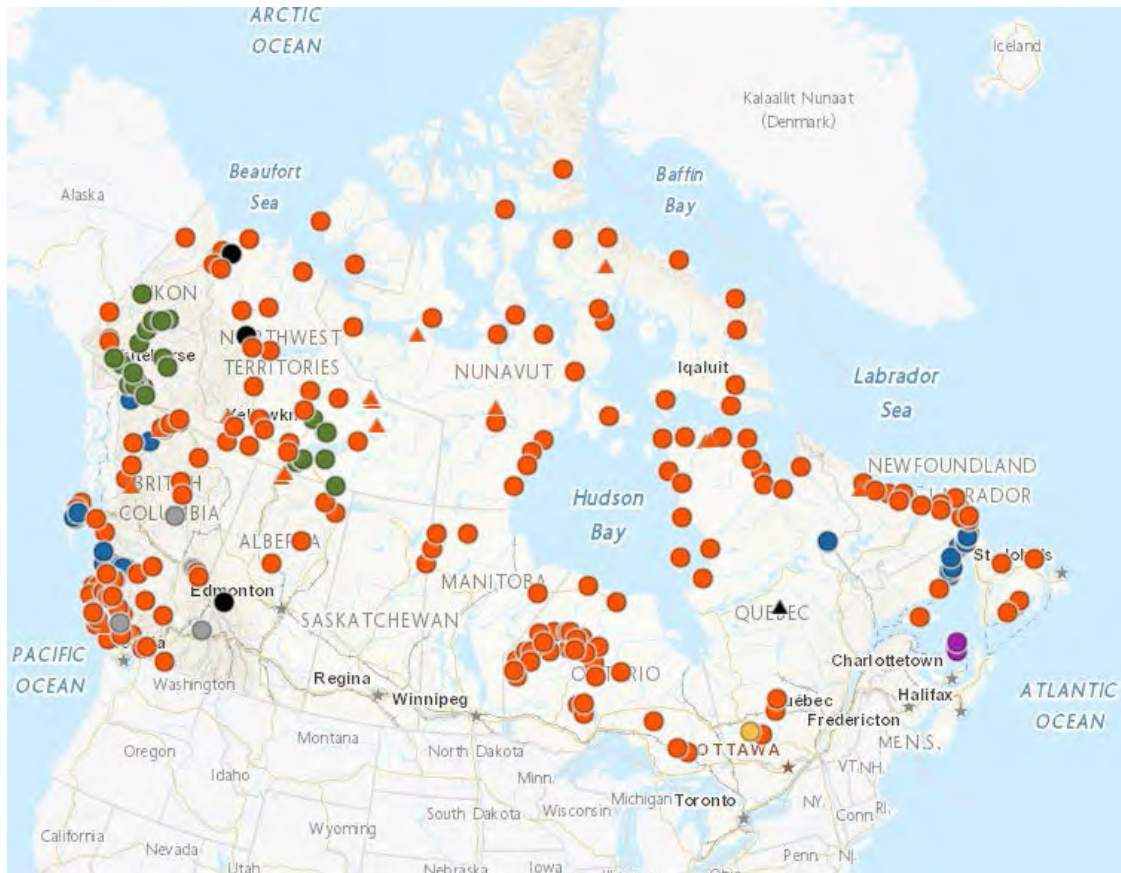 ARCTIC
OCEAN
Iceland
Kalaallit Nunaat
(Denmark)
Beaufort
Sea
Baffin
Bay
Alaska
NORTHWEST
TERRITORIES
NUNAVUT
Iqaluit
Labrador
Sea
NEWFOUNDLAND
BRITISH
COLUMBIA
Hudson
Bay
ALBERTA
Edmonton
MANITOBA
SASKATCHEWAN
QUEBEC
PACIFIC
OCEAN
Washington
Regina
Winnipeg
ONTARIO
Charlottetown
Halifax
Fredericton
ATLANTIC
OCEAN
OTTAWA
Oregon
Montana
North Dakota
ME
N.S.
VT
NH.
Idaho
Minn.
South Dakota
Wisconsin
Michigan
Toronto
NY.
Conn
RI.
Wyoming
California
Nevada
Utah
Nebraska
Iowa
Penn
NJ.